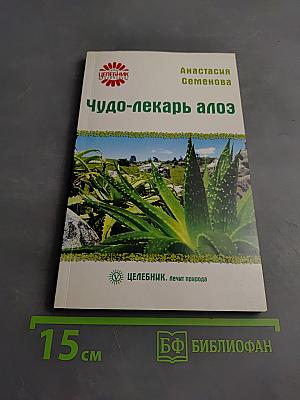 ЦЕЛЕБНИК
Анастасия
Семенова
Чудо-лекарь алоэ
ЦЕЛЕБНИК. Лечит природа
15 см
БФ БИБЛИОФАН